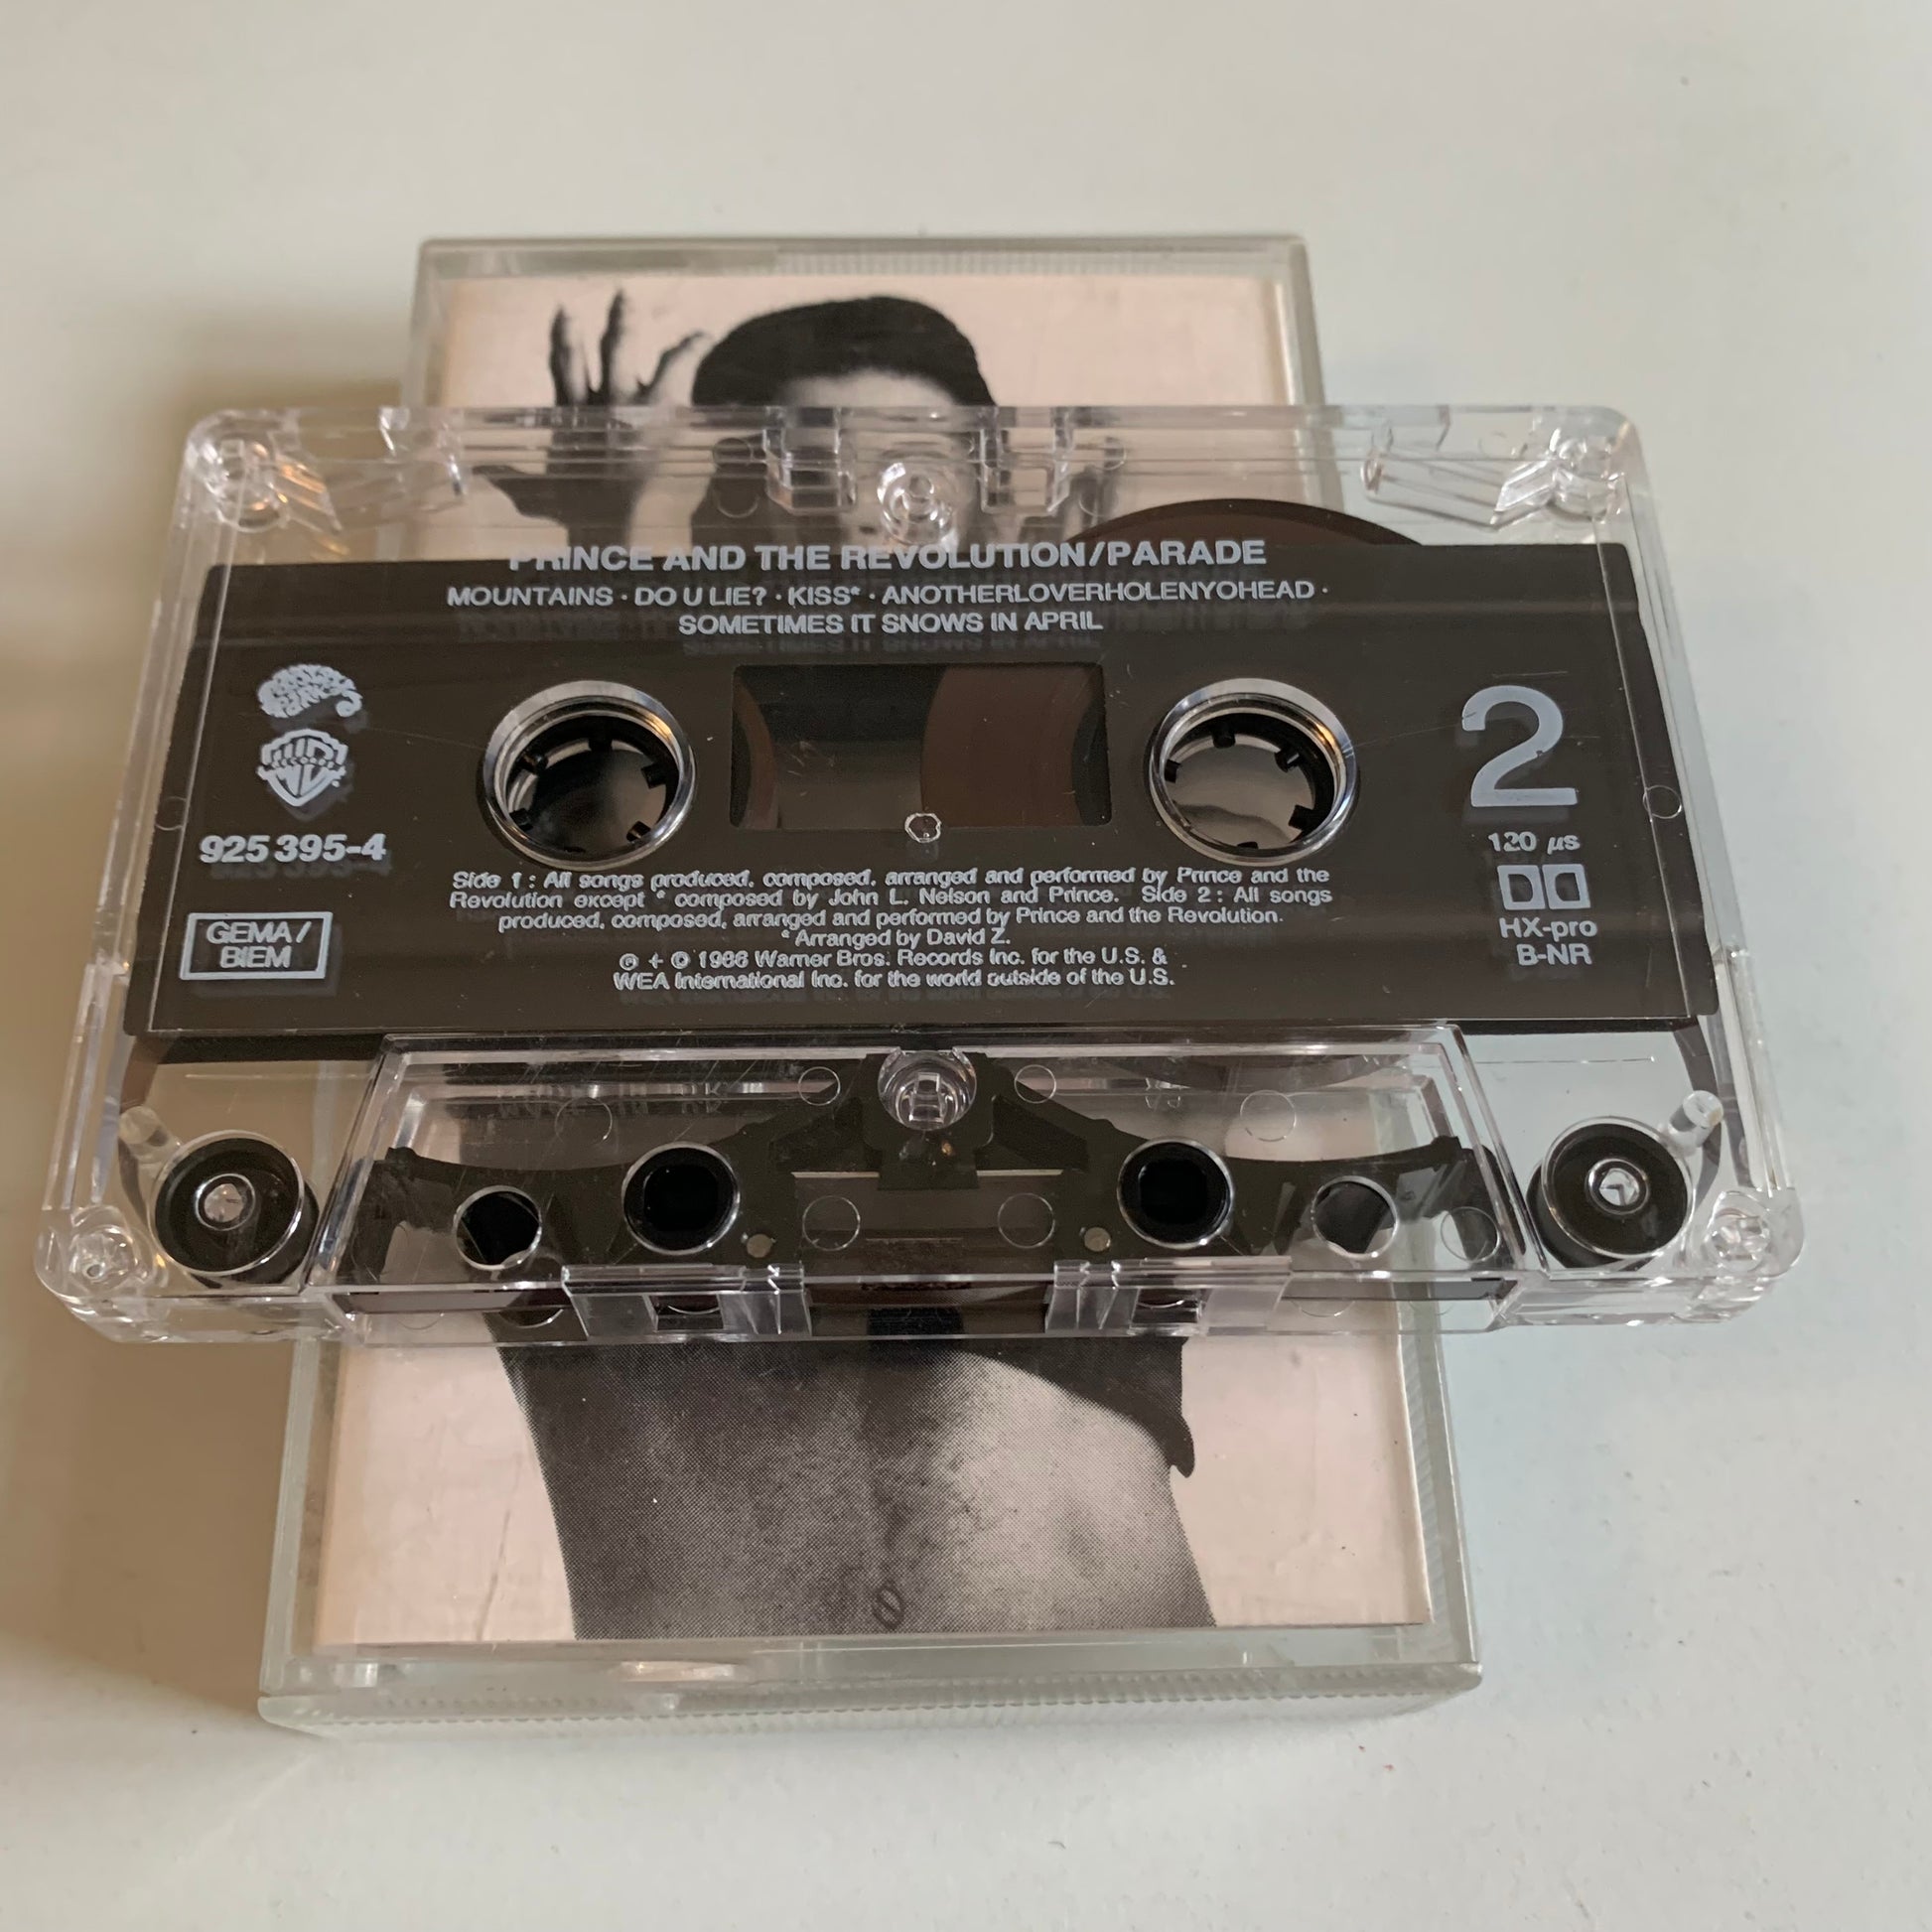 PRINCE AND THE REVOLUTION/PARADE
MOUNTAINS · DO U LIE? · KISS* · ANOTHERLOVERHOLENYOHEAD ·
SOMETIMES IT SNOWS IN APRIL
RECORDS
925 395-4
GEMA/
BIEM
2
120 µs
HX-pro
B-NR
Side 1 : All songs produced, composed, arranged and performed by Prince and the
Revolution except * composed by John L. Nelson and Prince. Side 2 : All songs
produced, composed, arranged and performed by Prince and the Revolution.
*Arranged by David Z.
℗ + © 1986 Warner Bros. Records Inc. for the U.S. &
WEA International Inc. for the world outside of the U.S.